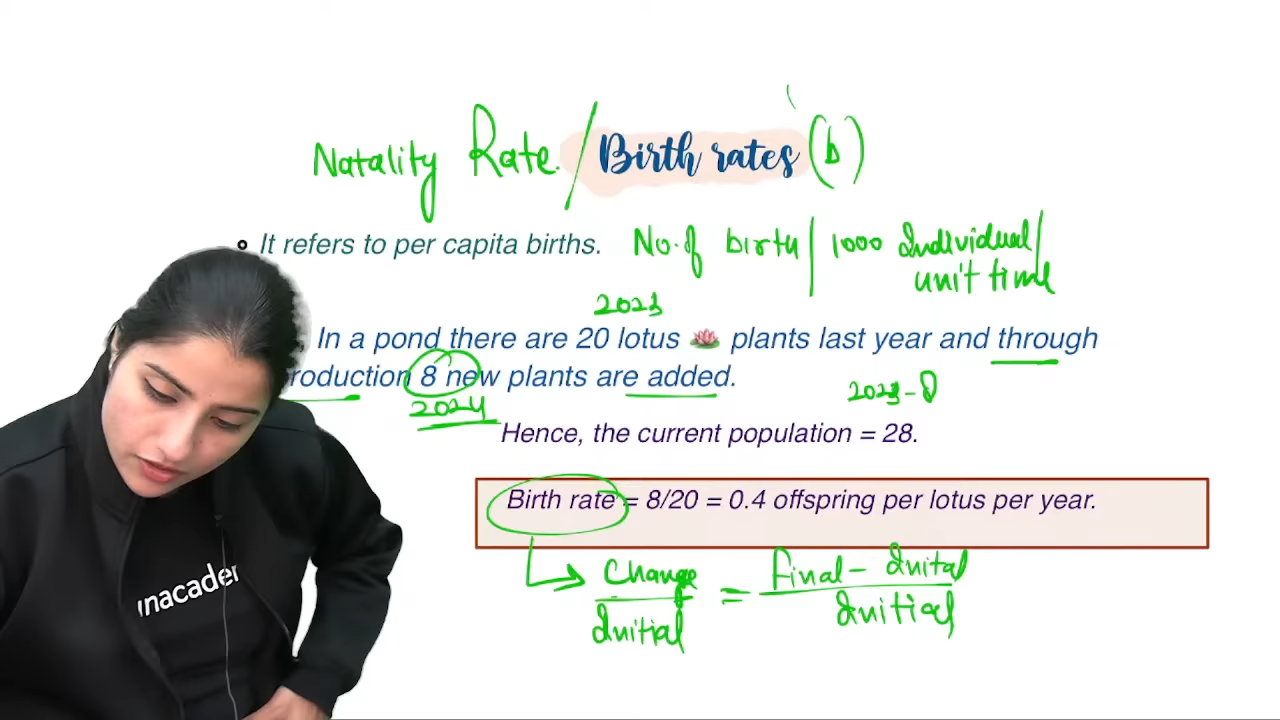 Natality Rate. / Birth rates (b)
It refers to per capita births. No. of birth / 1000 Individual / unit time
2023
In a pond there are 20 lotus plants last year and through
roduction 8 new plants are added.
2024
Hence, the current population = 28.
Birth rate = 8/20 = 0.4 offspring per lotus per year.
Change / Initial = Final - Inital / Initial
unacader